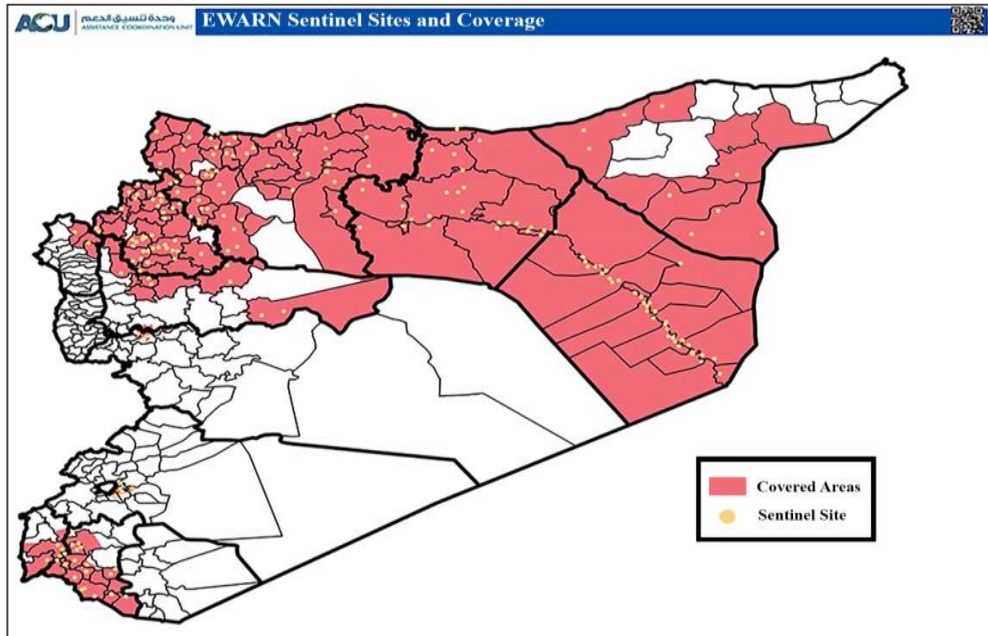 ACU
وحدة تنسيق الدعم
ASSISTANCE COORDINATION UNIT
EWARN Sentinel Sites and Coverage
Covered Areas
Sentinel Site